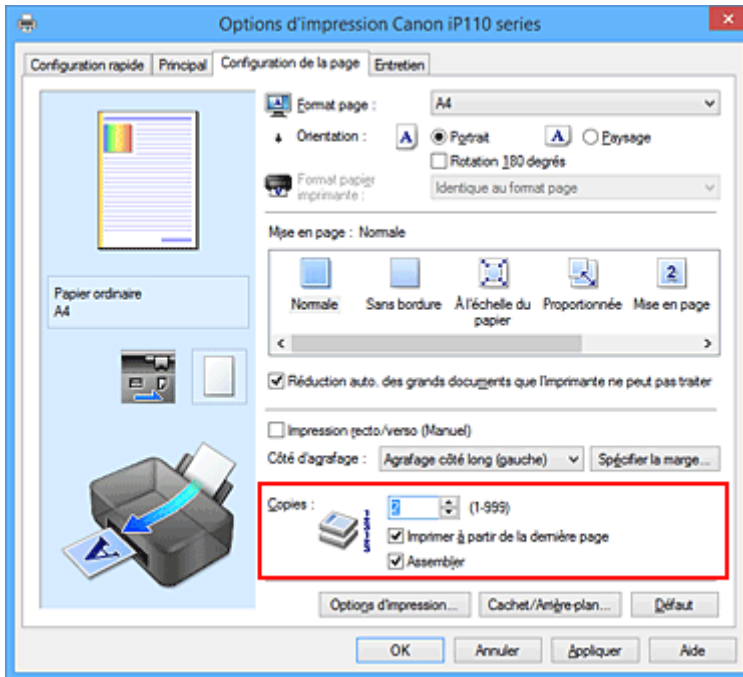 Options d'impression Canon iP110 series
Configuration rapide Principal Configuration de la page Entretien
Format page : A4
Orientation : A Portrait A Paysage
Rotation 180 degrés
Format papier imprimante : Identique au format page
Mise en page : Normale
Normale Sans bordure À l'échelle du papier Proportionnée 2 Mise en page
Papier ordinaire
A4
Réduction auto. des grands documents que l'imprimante ne peut pas traiter
Impression recto/verso (Manuel)
Côté d'agrafage : Agrafage côté long (gauche) Spécifier la marge...
Copies : 2 (1-999)
Imprimer à partir de la dernière page
Assembler
A
Options d'impression... Cachet/Arrière-plan... Défaut
OK Annuler Appliquer Aide